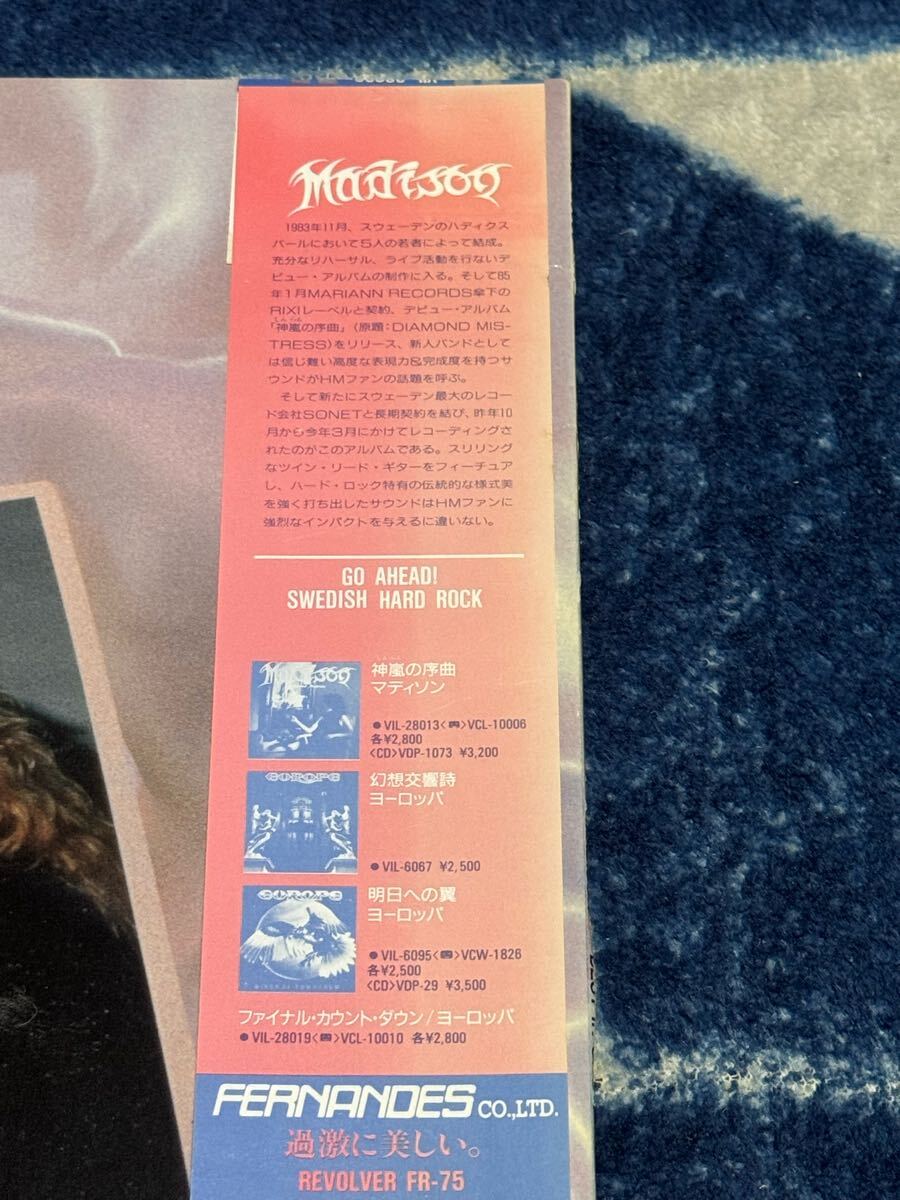 Madison
1983年11月、スウェーデンのハディクス
バールにおいて5人の若者によって結成。
充分なリハーサル、ライブ活動を行ないデ
ビュー・アルバムの制作に入る。そして85
年1月MARIANN RECORDS傘下の
RIXIレーベルと契約、デビュー・アルバム
「神嵐の序曲」(原題:DIAMOND MIS-
TRESS)をリリース、新人バンドとして
は信じ難い高度な表現力&完成度を持つサ
ウンドがHMファンの話題を呼ぶ。
そして新たにスウェーデン最大のレコー
ド会社SONETと長期契約を結び、昨年10
月から今年3月にかけてレコーディングさ
れたのがこのアルバムである。スリリング
なツイン・リード・ギターをフィーチュア
し、ハード・ロック特有の伝統的な様式美
を強く打ち出したサウンドはHMファンに
強烈なインパクトを与えるに違いない。
GO AHEAD!
SWEDISH HARD ROCK
Madison
神嵐の序曲
マディソン
●VIL-28013〈〉VCL-10006
各¥2,800
〈CD〉VDP-1073 ¥3,200
EUROPE
幻想交響詩
ヨーロッパ
●VIL-6067 ¥2,500
EUROPE
明日への翼
ヨーロッパ
●VIL-6095〈〉VCW-1826
各¥2,500
〈CD〉VDP-29 ¥3,500
WINGS OF TOMORROW
ファイナル・カウント・ダウン/ヨーロッパ
●VIL-28019〈〉VCL-10010 各¥2,800
FERNANDES CO.,LTD.
過激に美しい。
REVOLVER FR-75